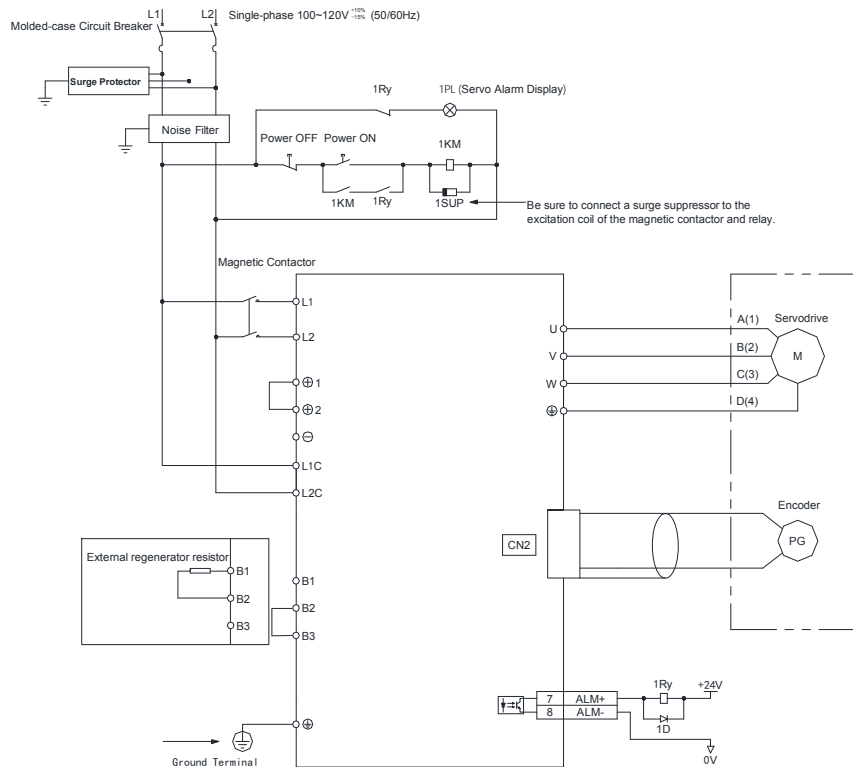 L1 L2 Single-phase 100~120V +10% -15% (50/60Hz)
Molded-case Circuit Breaker
Surge Protector
Noise Filter
1Ry 1PL (Servo Alarm Display)
Power OFF Power ON 1KM
1KM 1Ry 1SUP
Be sure to connect a surge suppressor to the
excitation coil of the magnetic contactor and relay.
Magnetic Contactor
L1
L2
1
2
L1C
L2C
U
V
W
A(1)
B(2)
C(3)
D(4)
Servodrive
M
CN2
Encoder
PG
External regenerator resistor
B1
B2
B3
B1
B2
B3
7 ALM+
8 ALM-
1Ry +24V
1D
0V
Ground Terminal